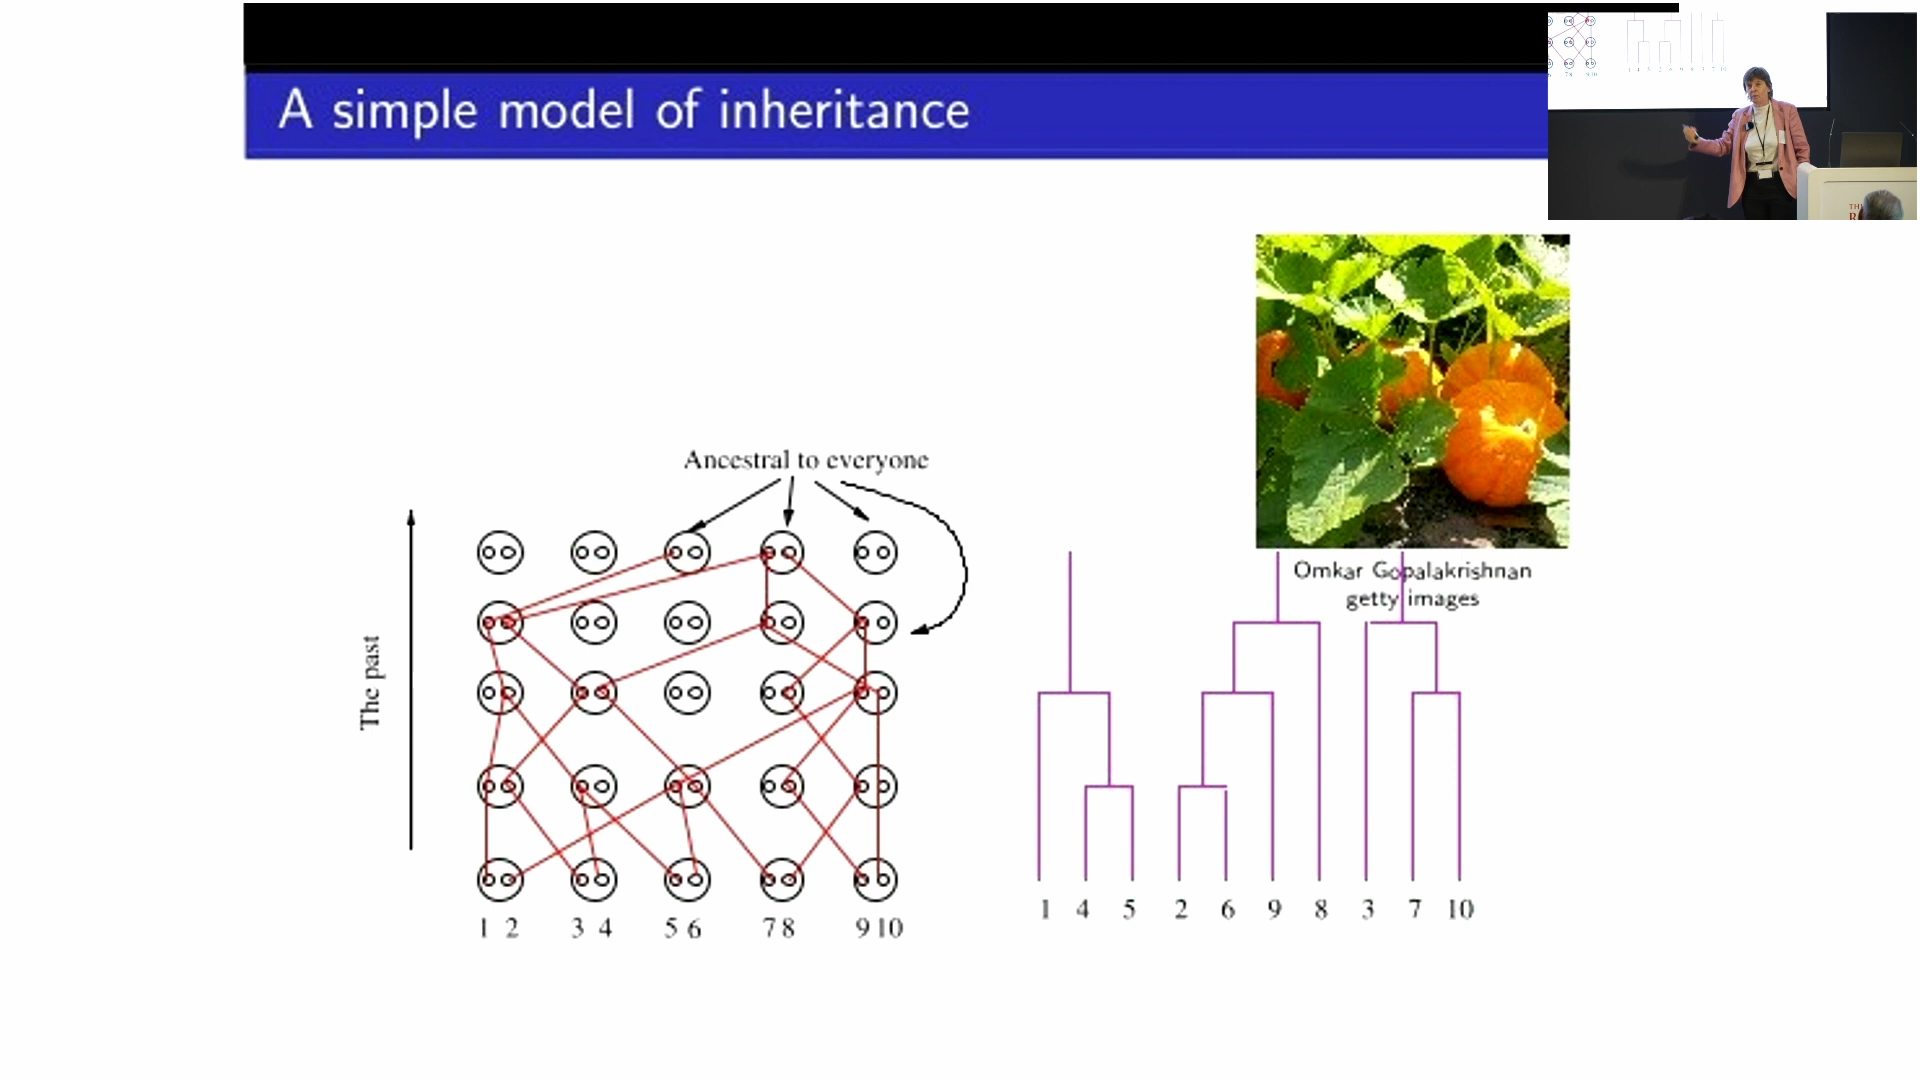 A simple model of inheritance
Ancestral to everyone
The past
Omkar Gopalakrishnan
getty images
1 2 3 4 5 6 7 8 9 10
1 4 5 2 6 9 8 3 7 10